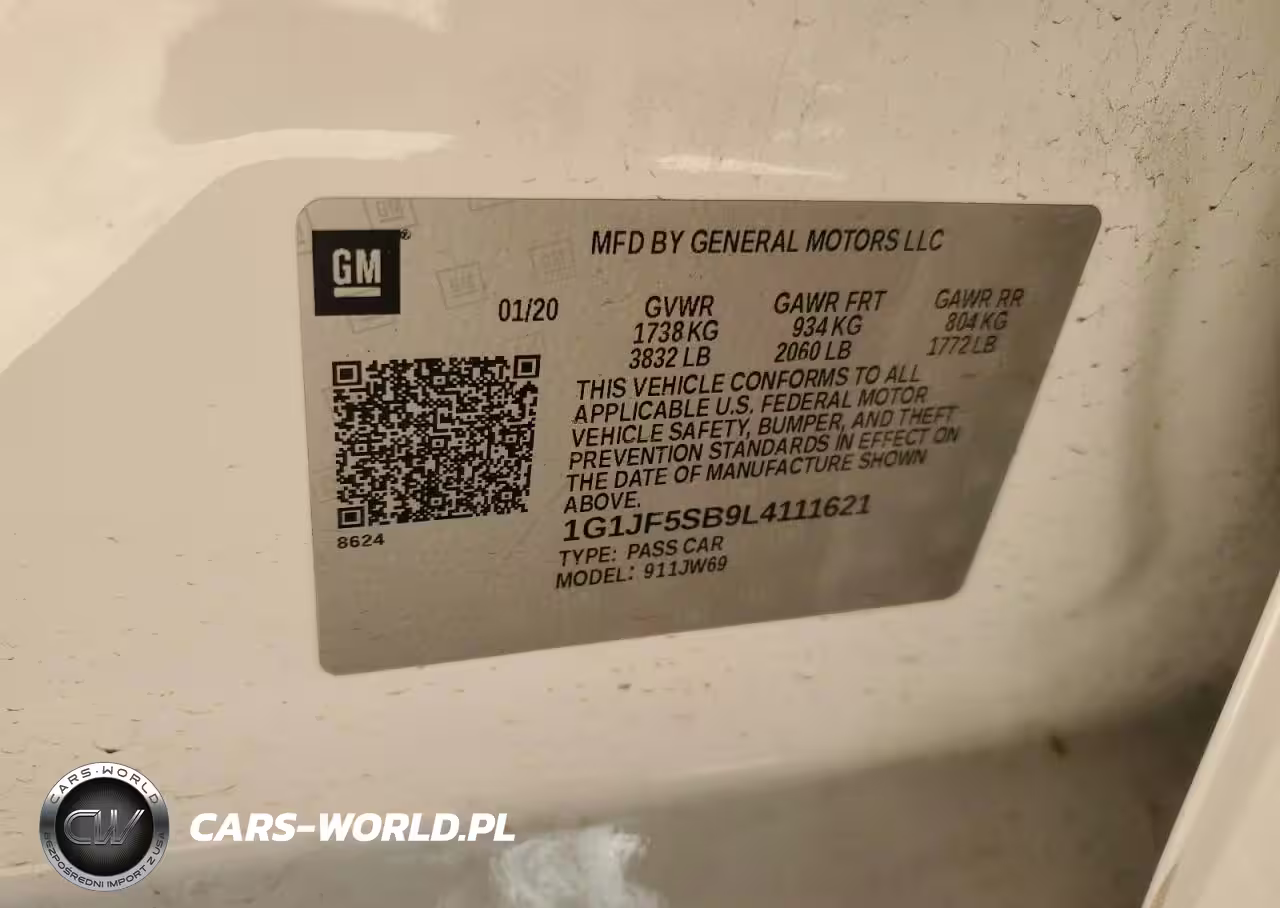 GM
MFD BY GENERAL MOTORS LLC
01/20
GVWR
1738 KG
3832 LB
GAWR FRT
934 KG
2060 LB
GAWR RR
804 KG
1772 LB
THIS VEHICLE CONFORMS TO ALL
APPLICABLE U.S. FEDERAL MOTOR
VEHICLE SAFETY, BUMPER, AND THEFT
PREVENTION STANDARDS IN EFFECT ON
THE DATE OF MANUFACTURE SHOWN
ABOVE.
1G1JF5SB9L4111621
TYPE: PASS CAR
MODEL: 911JW69
8624
CARS-WORLD
CW
BEZPOŚREDNI IMPORT Z USA
CARS-WORLD.PL